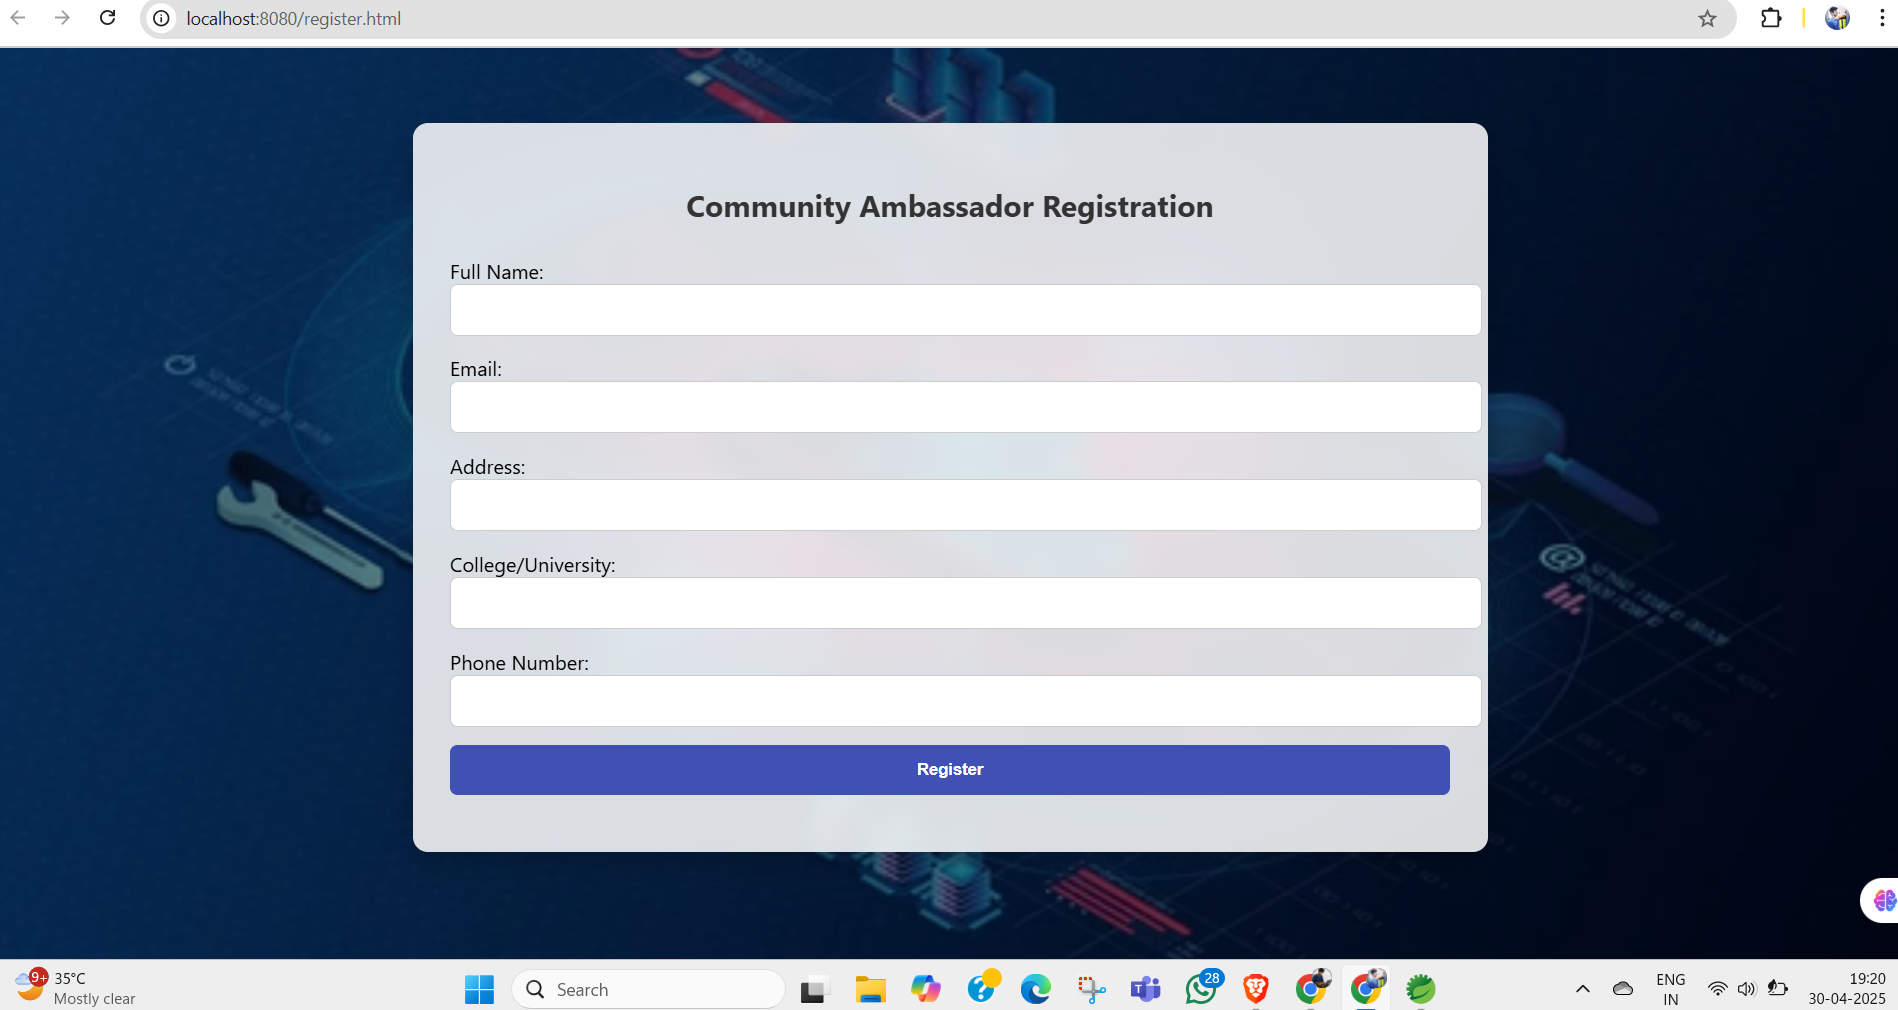 localhost:8080/register.html
Community Ambassador Registration
Full Name:
Email:
Address:
College/University:
Phone Number:
Register
9+
35°C
Mostly clear
Search
28
ENG
IN
19:20
30-04-2025